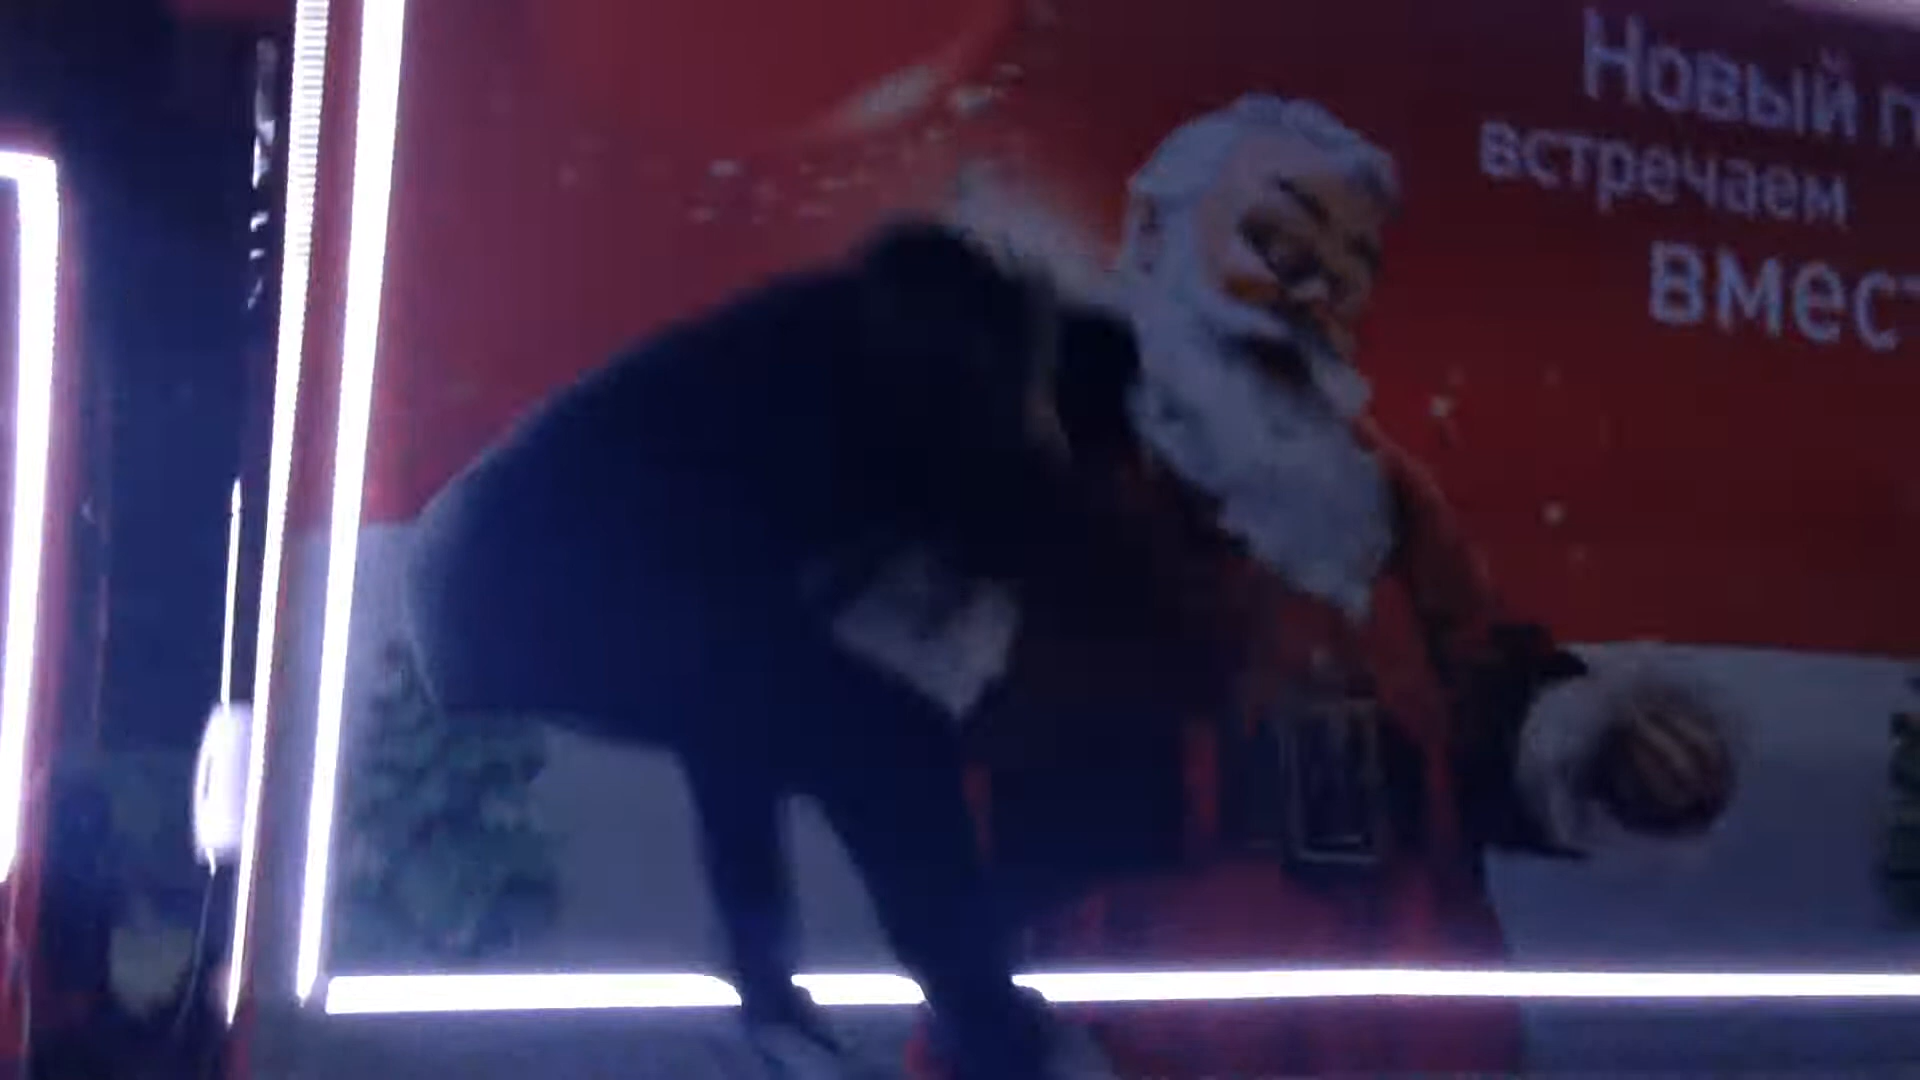 Новый г
встречаем
вмест